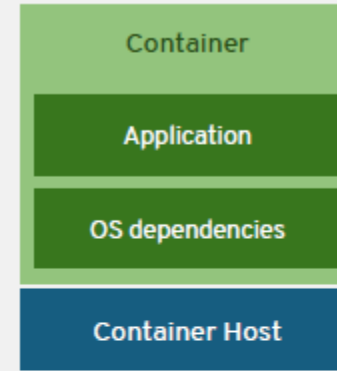 Container
Application
OS dependencies
Container Host